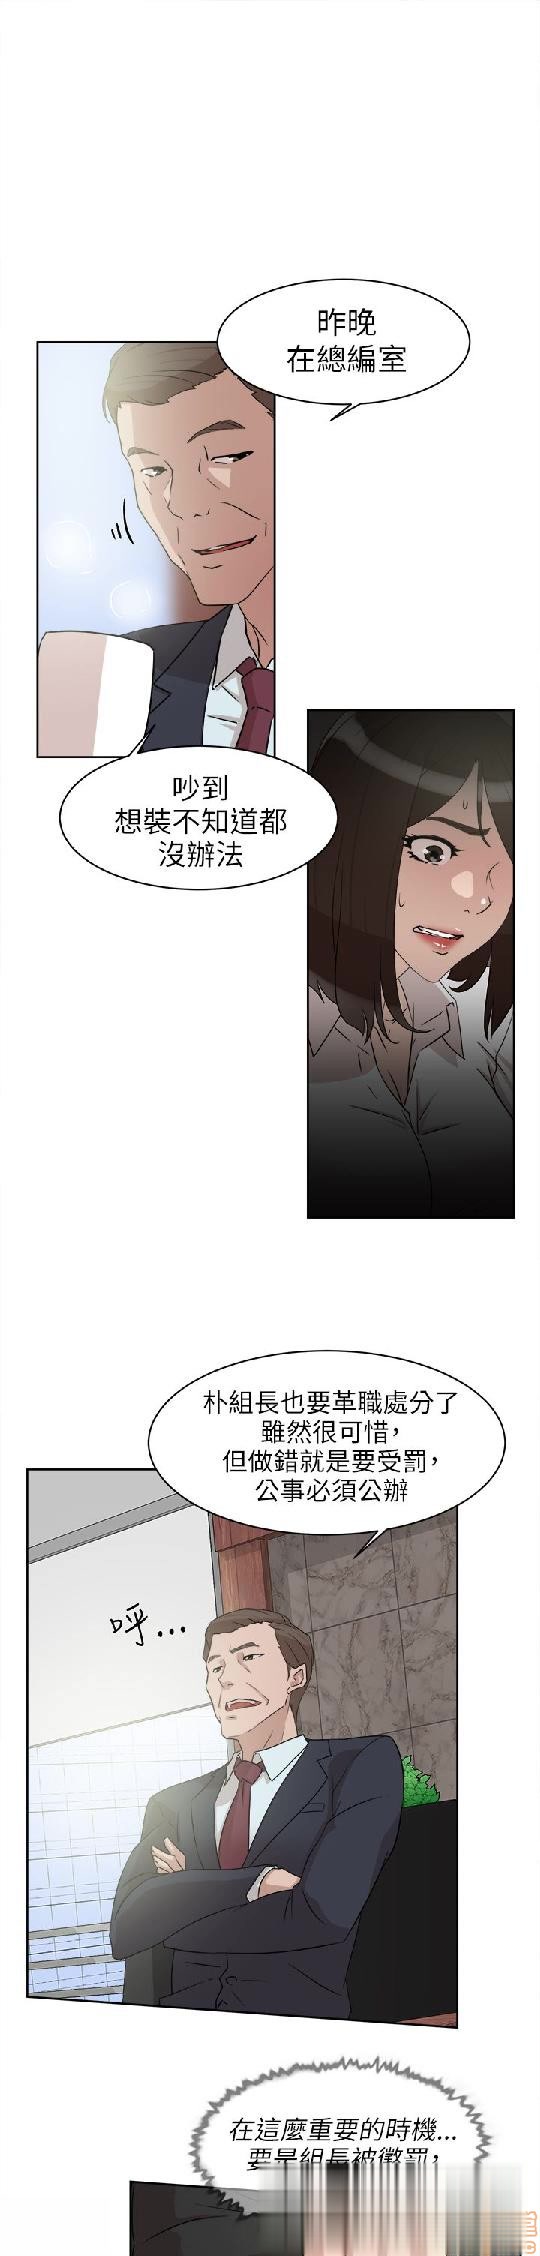 昨晚
在總編室
吵到
想裝不知道都
沒辦法
朴組長也要革職處分了
雖然很可惜,
但做錯就是要受罰,
公事必須公辦
呼...
在這麼重要的時機...
要是組長被懲罰,